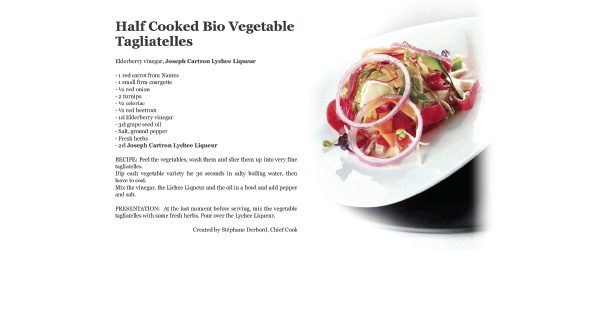 Half Cooked Bio Vegetable
Tagliatelles
Elderberry vinegar, Joseph Cartron Lychee Liqueur
- 1 red carrot from Nantes
- 1 small firm courgette
- ½ red onion
- 2 turnips
- ½ celeriac
- ½ red beetroot
- 1dl Elderberry vinegar
- 3dl grape seed oil
- Salt, ground pepper
- Fresh herbs
- 2cl Joseph Cartron Lychee Liqueur
RECIPE: Peel the vegetables, wash them and slice them up into very fine
tagliatelles.
Dip each vegetable variety for 30 seconds in salty boiling water, then
leave to cool.
Mix the vinegar, the Lichee Liqueur and the oil in a bowl and add pepper
and salt.
PRESENTATION: At the last moment before serving, mix the vegetable
tagliatelles with some fresh herbs. Pour over the Lychee Liqueur.
Created by Stéphane Derbord, Chief Cook